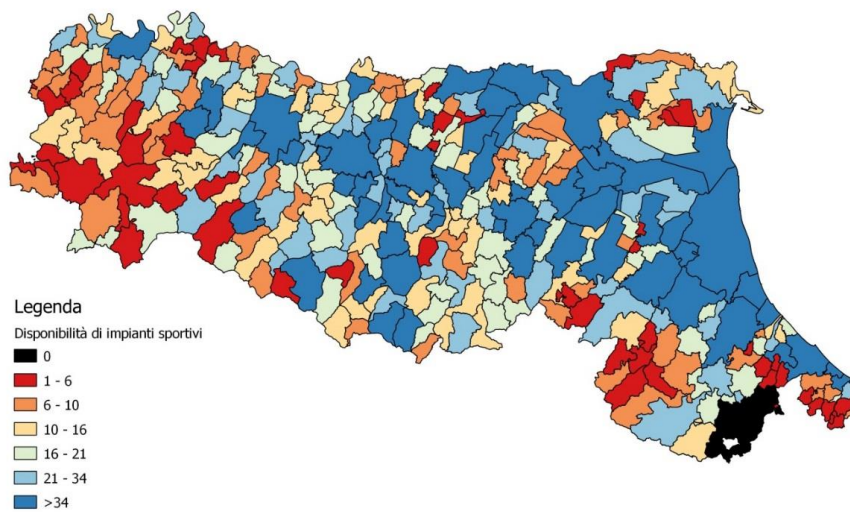 Legenda
Disponibilità di impianti sportivi
0
1 - 6
6 - 10
10 - 16
16 - 21
21 - 34
>34